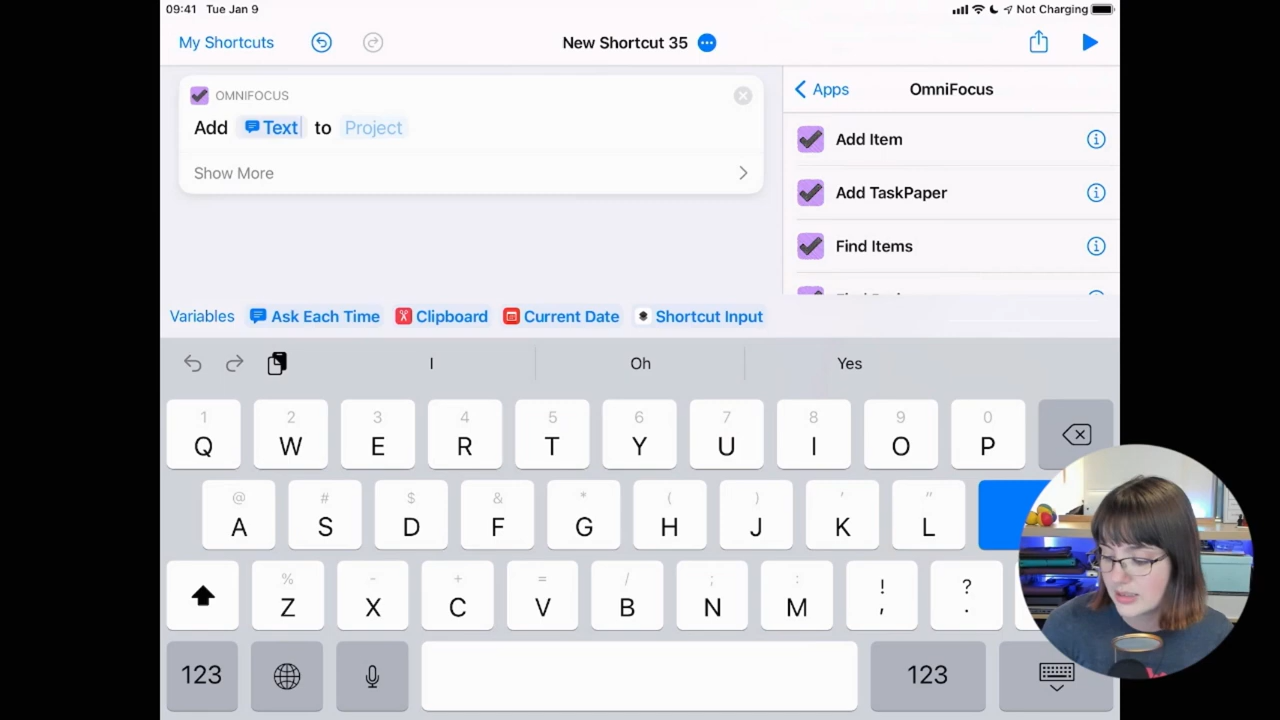 09:41 Tue Jan 9
Not Charging
My Shortcuts
New Shortcut 35
OMNIFOCUS
Add Text to Project
Show More
Apps
OmniFocus
Add Item
Add TaskPaper
Find Items
Variables Ask Each Time Clipboard Current Date Shortcut Input
I Oh Yes
1 2 3 4 5 6 7 8 9 0
Q W E R T Y U I O P
@ # $ & * ( ) ' "
A S D F G H J K L
% - + = / ; : ! ?
Z X C V B N M , .
123 123